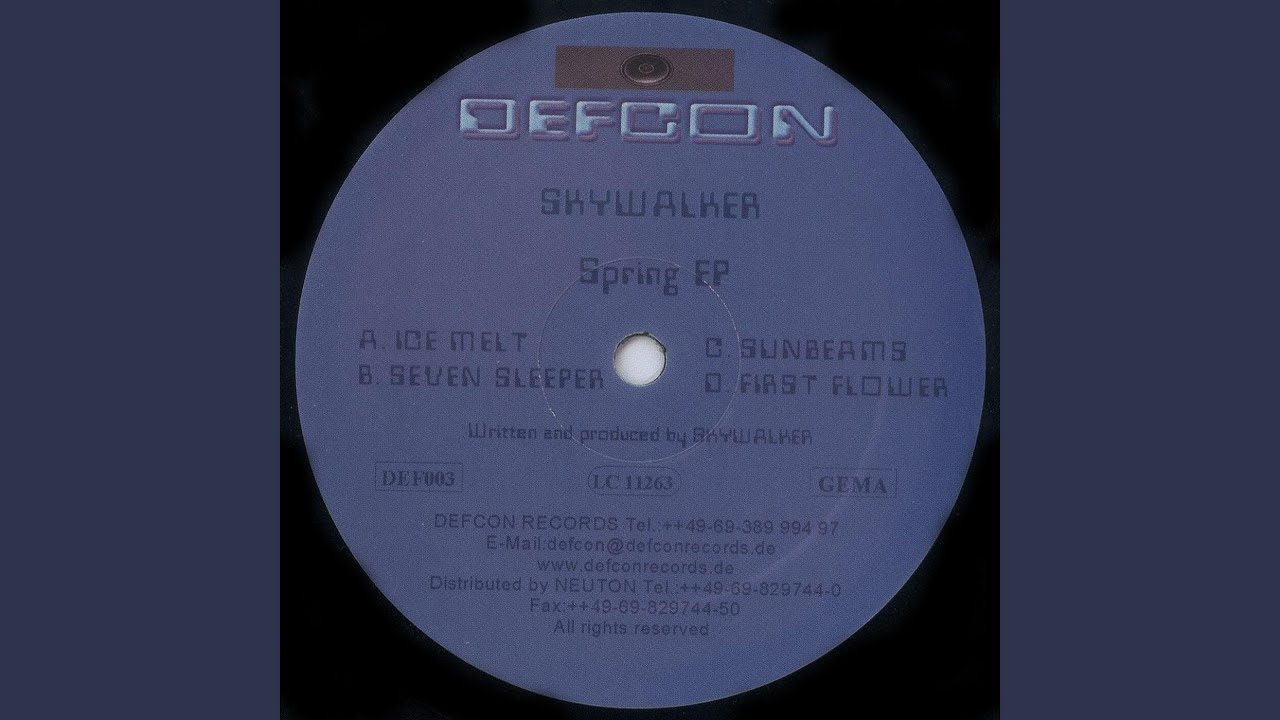 DEFCON
SKYWALKER
Spring EP
A. ICE MELT
B. SEVEN SLEEPER
C. SUNBEAMS
D. FIRST FLOWER
Written and produced by SKYWALKER
DEF003
LC 11263
GEMA
DEFCON RECORDS Tel.:++49-69-389 994 97
E-Mail:defcon@defconrecords.de
www.defconrecords.de
Distributed by NEUTON Tel.:++49-69-829744-0
Fax:++49-69-829744-50
All rights reserved